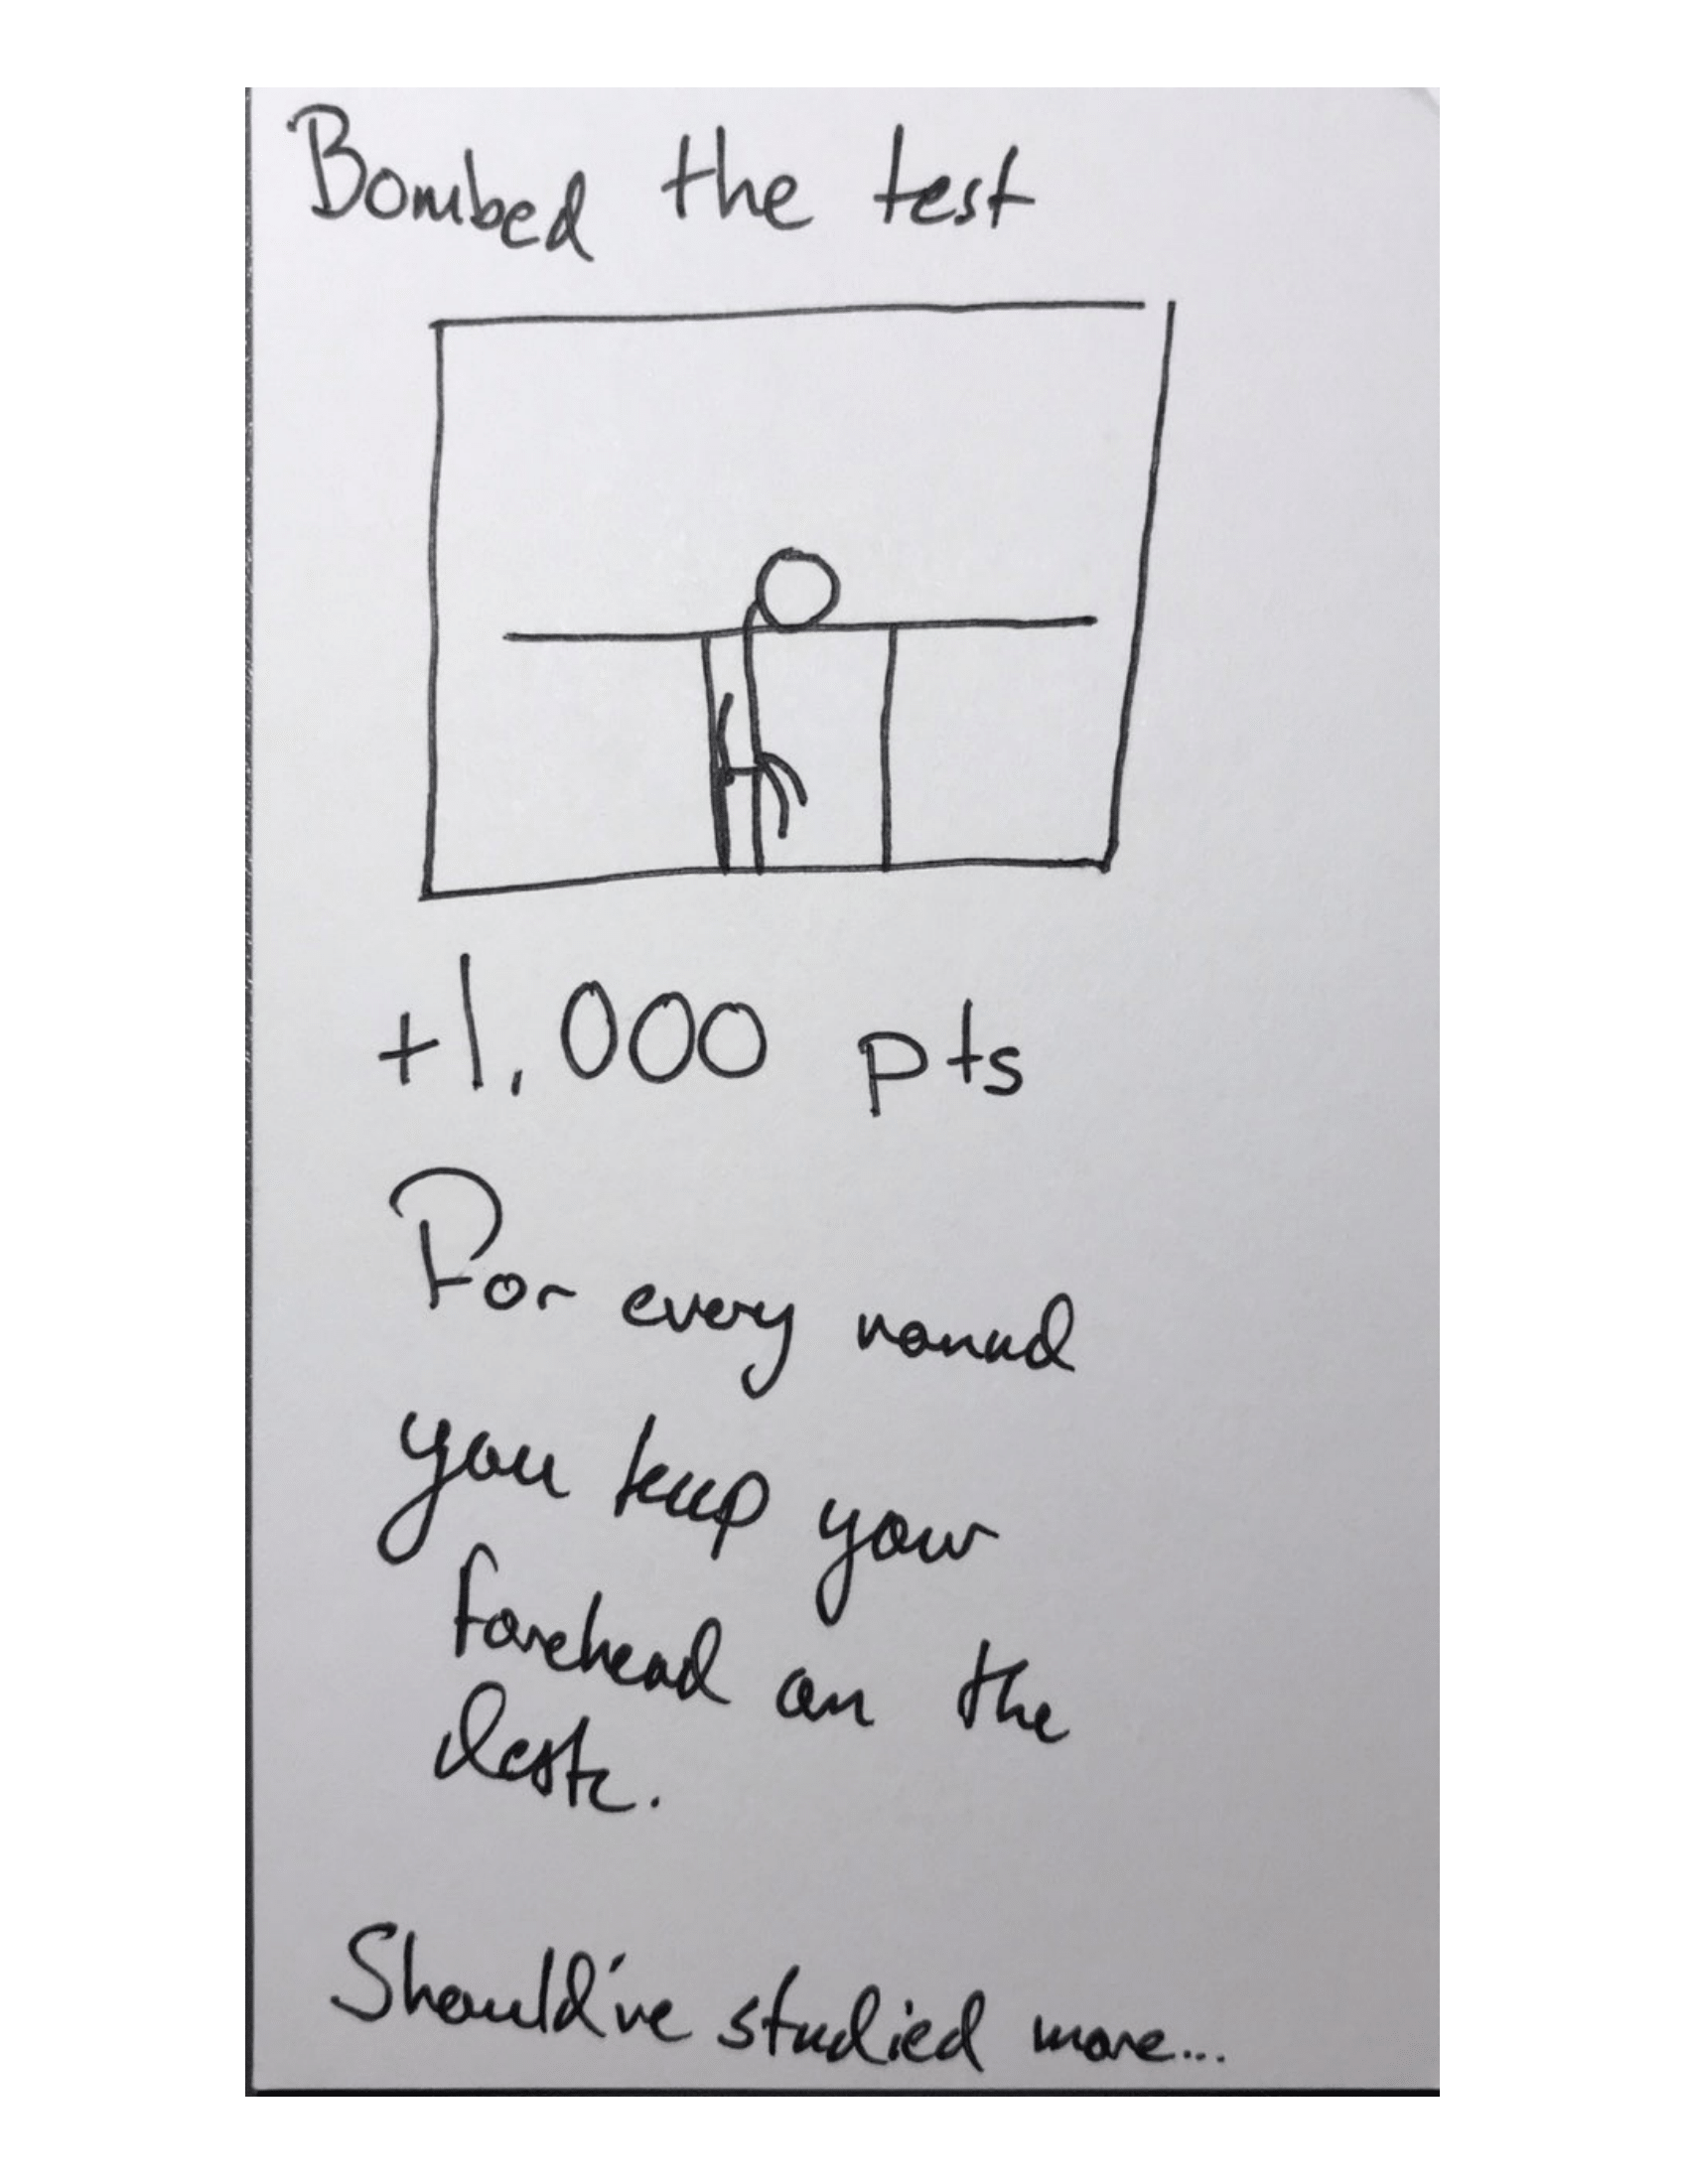 Bombed the test
+1,000 pts
For every round
you keep your
forehead on the
desk.
Should've studied more...